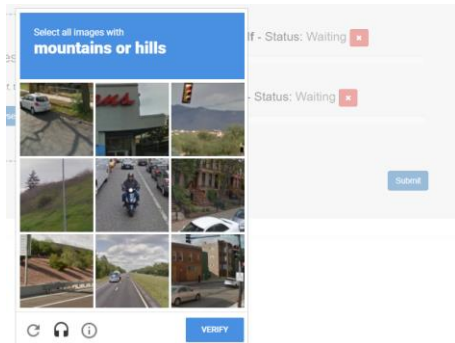 Select all images with
mountains or hills
lf - Status: Waiting
- Status: Waiting
Submit
VERIFY